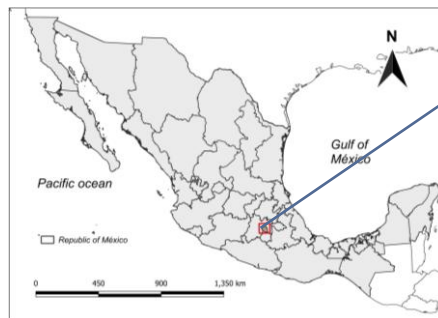 N
Gulf of
México
Pacific ocean
Republic of México
0 450 900 1,350 km